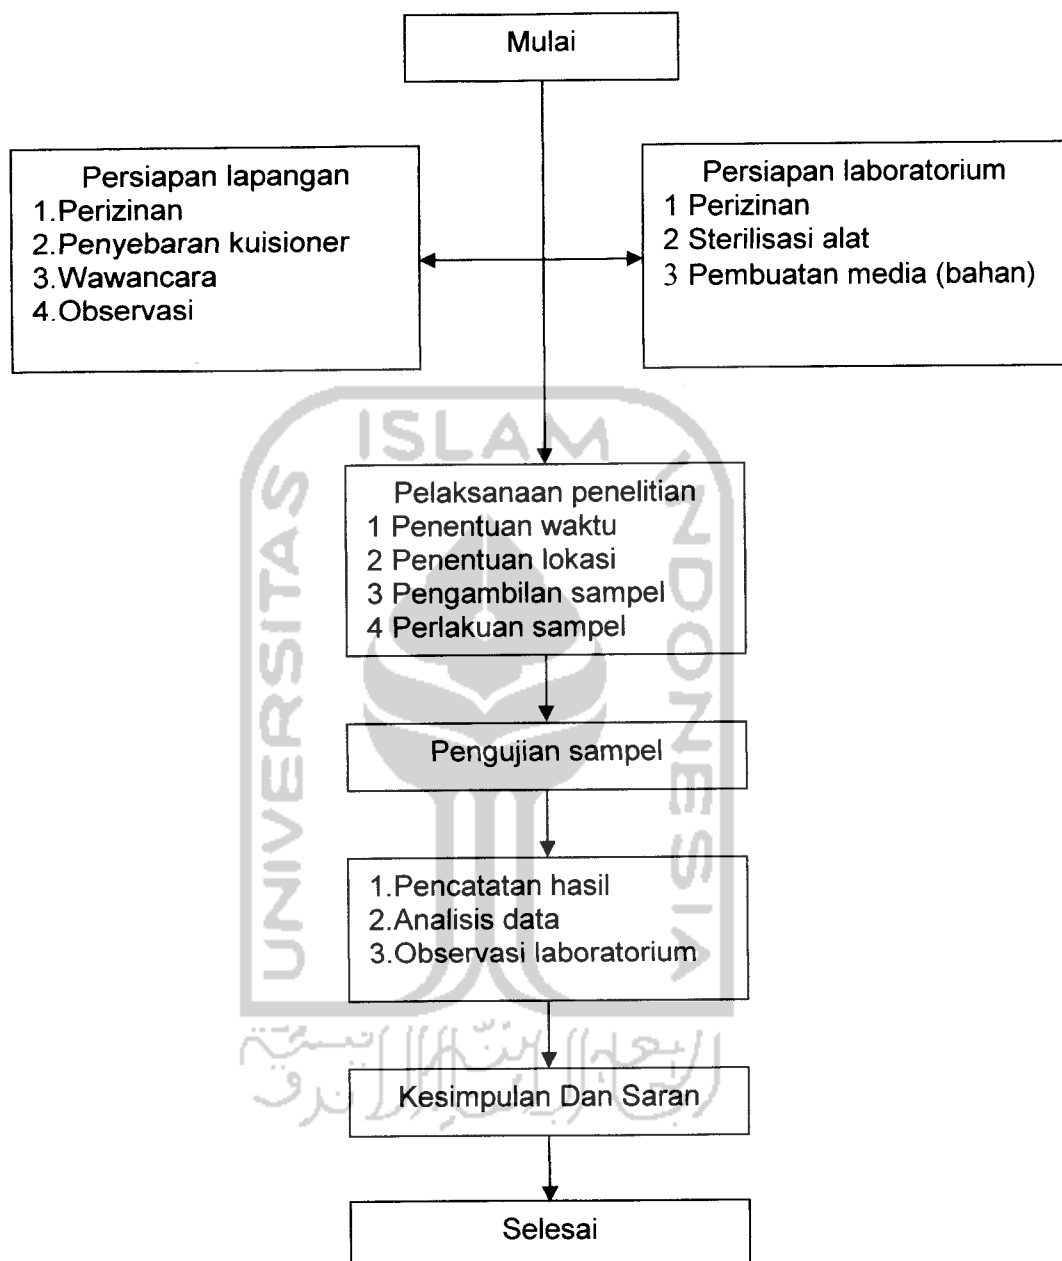 Mulai
Persiapan lapangan
1.Perizinan
2.Penyebaran kuisioner
3.Wawancara
4.Observasi
Persiapan laboratorium
1 Perizinan
2 Sterilisasi alat
3 Pembuatan media (bahan)
ISLAM
UNIVERSITAS
INDONESIA
Pelaksanaan penelitian
1 Penentuan waktu
2 Penentuan lokasi
3 Pengambilan sampel
4 Perlakuan sampel
Pengujian sampel
1.Pencatatan hasil
2.Analisis data
3.Observasi laboratorium
Kesimpulan Dan Saran
Selesai